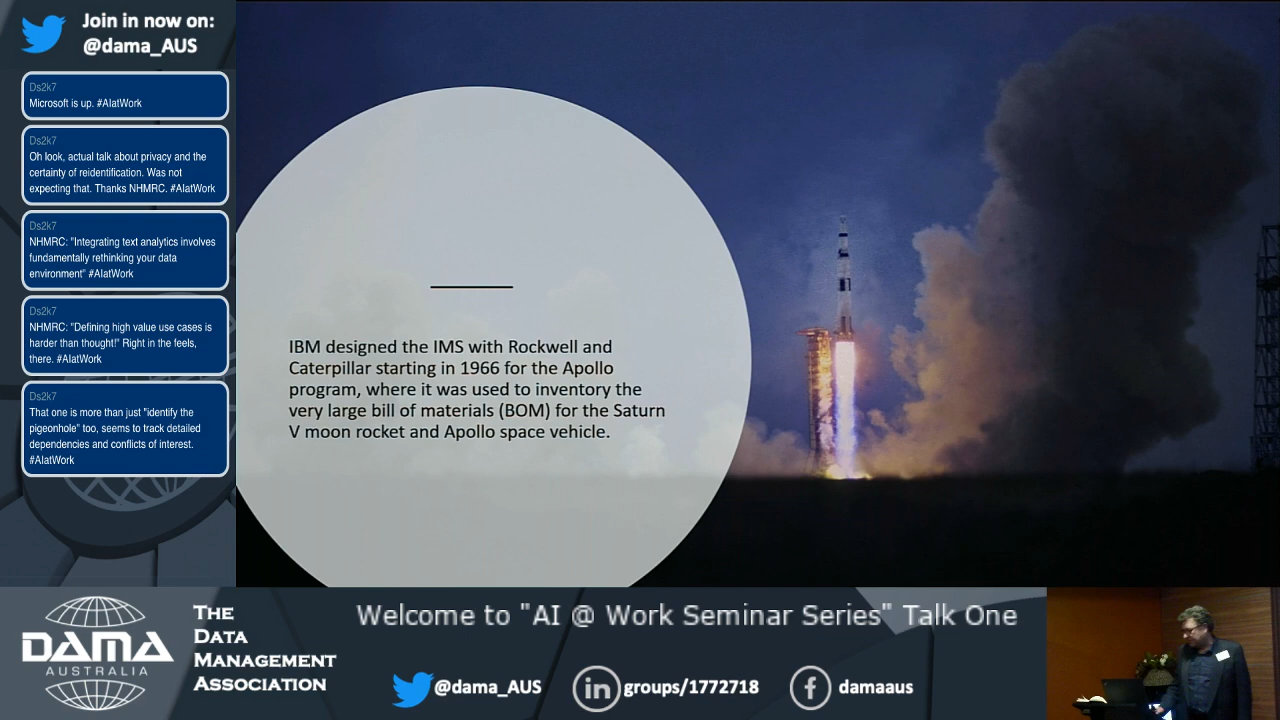 Join in now on:
@dama_AUS
Ds2k7
Microsoft is up. #AIatWork
Ds2k7
Oh look, actual talk about privacy and the
certainty of reidentification. Was not
expecting that. Thanks NHMRC. #AIatWork
Ds2k7
NHMRC: "Integrating text analytics involves
fundamentally rethinking your data
environment" #AIatWork
Ds2k7
NHMRC: "Defining high value use cases is
harder than thought!" Right in the feels,
there. #AIatWork
Ds2k7
That one is more than just "identify the
pigeonhole" too, seems to track detailed
dependencies and conflicts of interest.
#AIatWork
IBM designed the IMS with Rockwell and
Caterpillar starting in 1966 for the Apollo
program, where it was used to inventory the
very large bill of materials (BOM) for the Saturn
V moon rocket and Apollo space vehicle.
DAMA
AUSTRALIA
THE
DATA
MANAGEMENT
ASSOCIATION
Welcome to "AI @ Work Seminar Series" Talk One
@dama_AUS
in groups/1772718
f damaaus